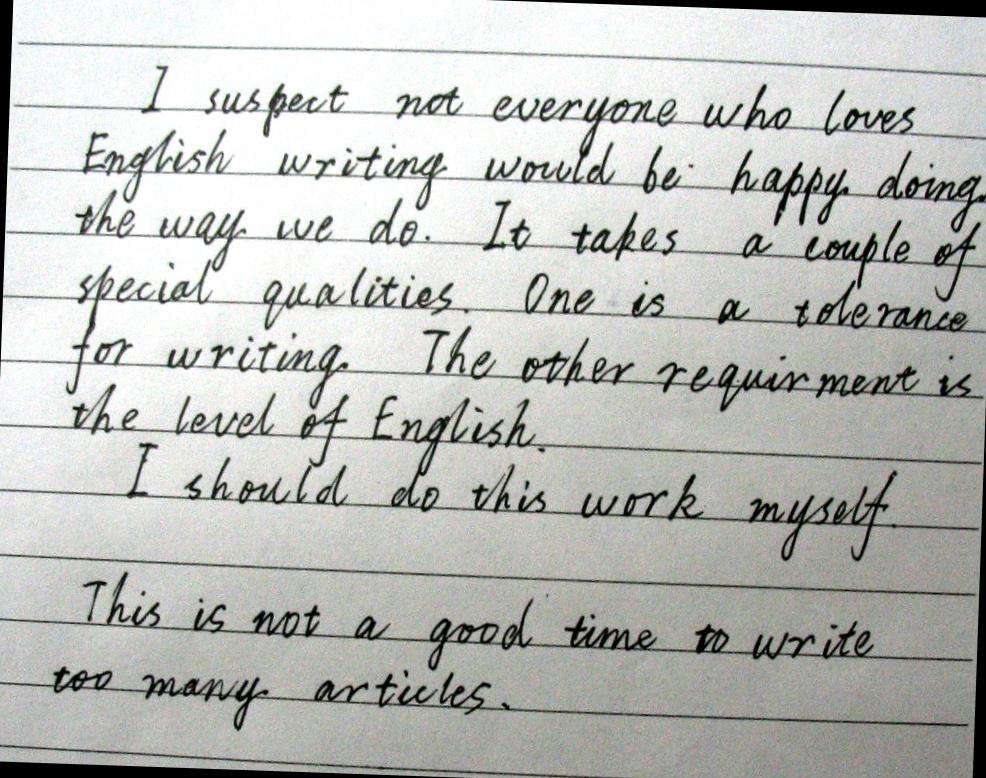 I suspect not everyone who loves
English writing would be happy doing
the way we do. It takes a couple of
special qualities. One is a tolerance
for writing. The other requirment is
the level of English.
I should do this work myself.
This is not a good time to write
too many articles.